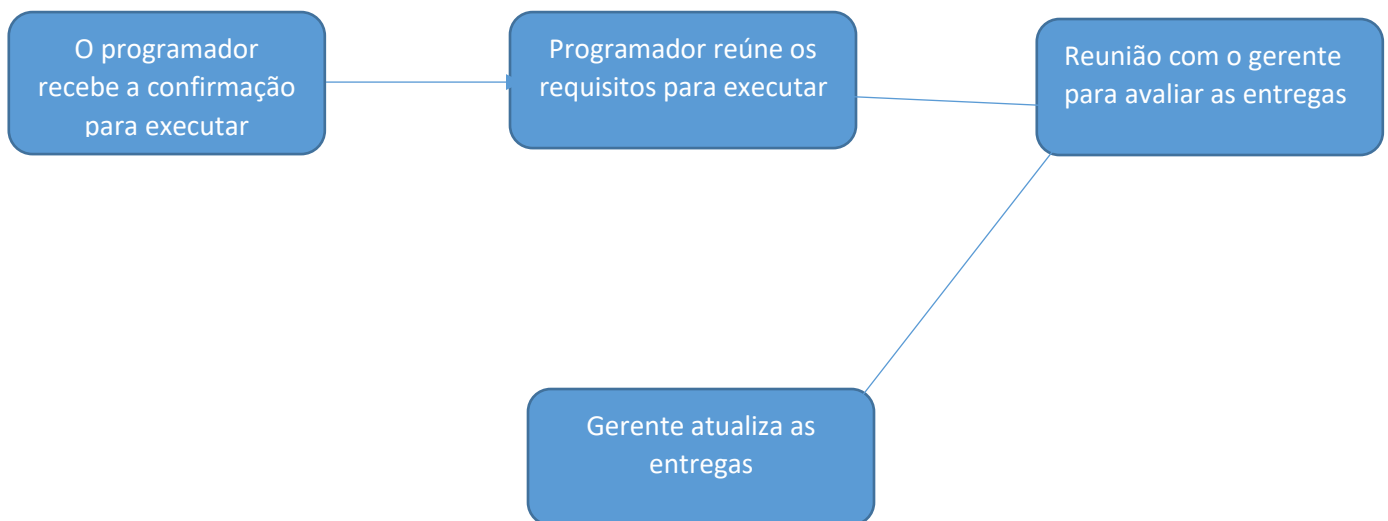 O programador
recebe a confirmação
para executar
Programador reúne os
requisitos para executar
Reunião com o gerente
para avaliar as entregas
Gerente atualiza as
entregas